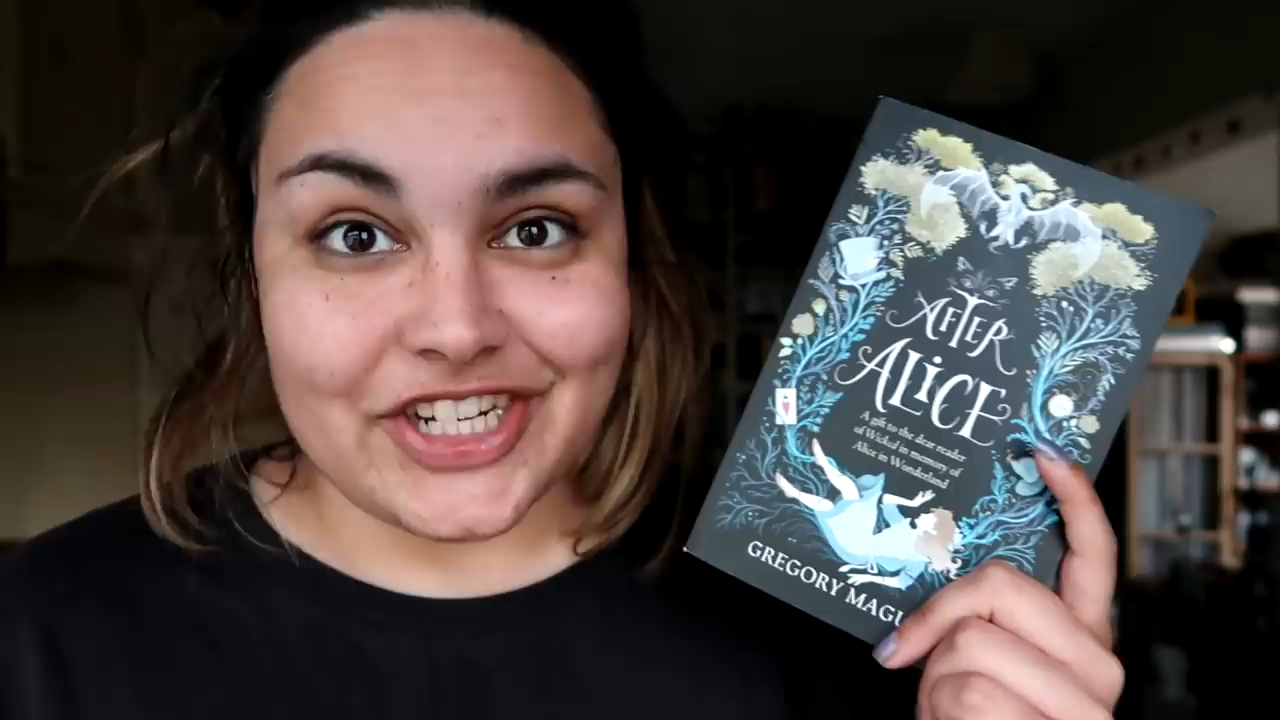 AFTER
ALiCE
A gift to the dear reader
of Wicked in memory of
Alice in Wonderland
GREGORY MAGU